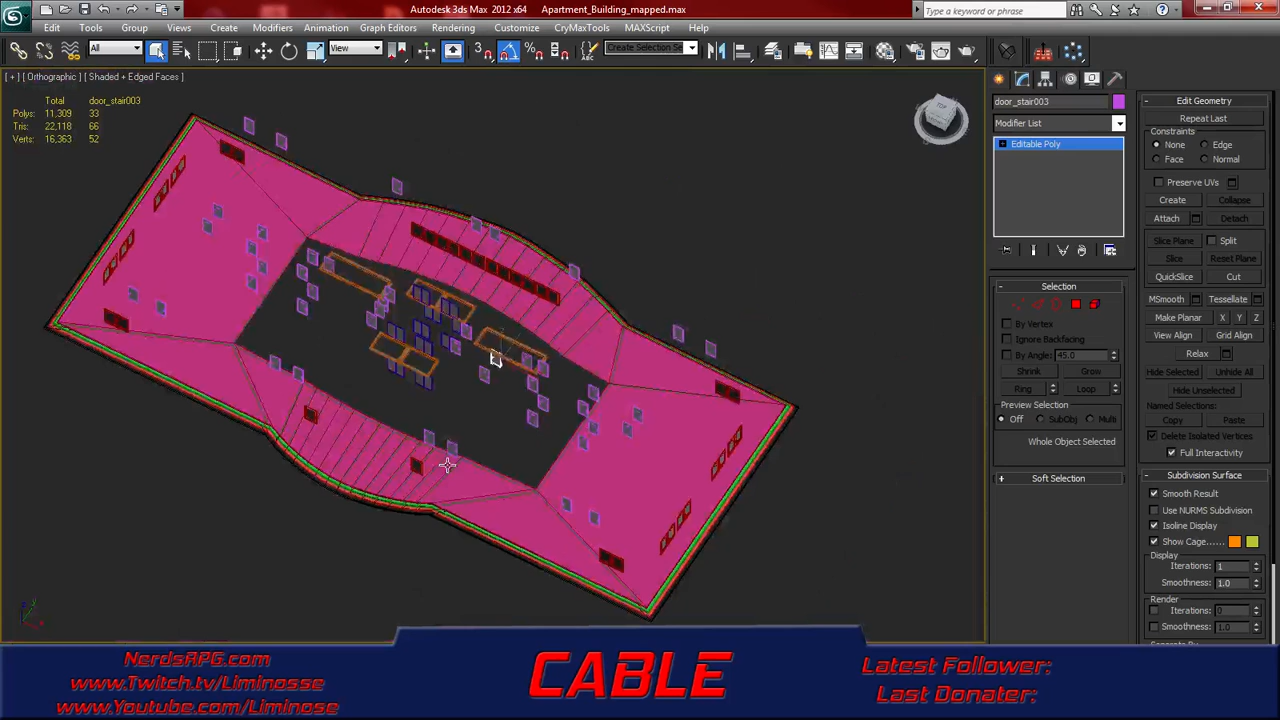 Autodesk 3ds Max 2012 x64 Apartment_Building_mapped.max
Type a keyword or phrase
Edit Tools Group Views Create Modifiers Animation Graph Editors Rendering Customize CryMaxTools MAXScript Help
All View 3 Create Selection Se
[ + ] [ Orthographic ] [ Shaded + Edged Faces ]
Total door_stair003
Polys: 11,309 33
Tris: 22,118 66
Verts: 16,363 52
TOP
door_stair003
Modifier List
Editable Poly
Selection
By Vertex
Ignore Backfacing
By Angle: 45.0
Shrink Grow
Ring Loop
Preview Selection
Off SubObj Multi
Whole Object Selected
Soft Selection
Edit Geometry
Repeat Last
Constraints
None Edge
Face Normal
Preserve UVs
Create Collapse
Attach Detach
Slice Plane Split
Slice Reset Plane
QuickSlice Cut
MSmooth Tessellate
Make Planar X Y Z
View Align Grid Align
Relax
Hide Selected Unhide All
Hide Unselected
Named Selections:
Copy Paste
Delete Isolated Vertices
Full Interactivity
Subdivision Surface
Smooth Result
Use NURMS Subdivision
Isoline Display
Show Cage......
Display
Iterations: 1
Smoothness: 1.0
Render
Iterations: 0
Smoothness: 1.0
NerdsRPG.com
www.Twitch.tv/Liminosse
www.Youtube.com/Liminose
CABLE
Latest Follower:
Last Donater: